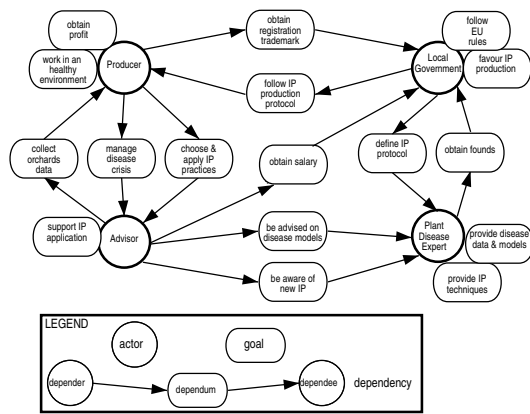 obtain
profit
work in an
healthy
environment
Producer
obtain
registration
trademark
follow IP
production
protocol
follow
EU
rules
Local
Government
favour IP
production
collect
orchards
data
manage
disease
crisis
choose &
apply IP
practices
obtain salary
define IP
protocol
obtain founds
support IP
application
Advisor
be advised on
disease models
be aware of
new IP
Plant
Disease
Expert
provide disease
data & models
provide IP
techniques
LEGEND
actor
goal
depender
dependum
dependee
dependency